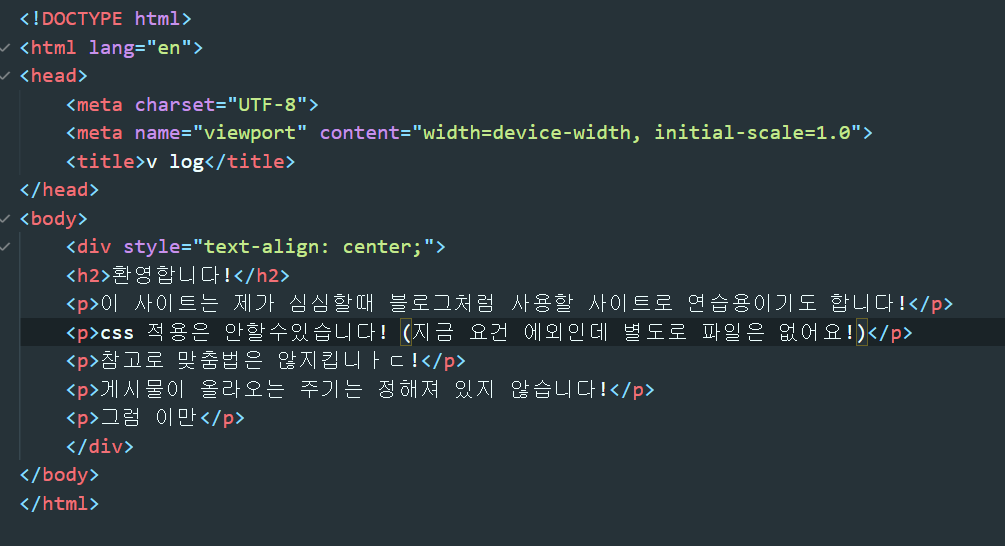 <!DOCTYPE html>
<html lang="en">
<head>
<meta charset="UTF-8">
<meta name="viewport" content="width=device-width, initial-scale=1.0">
<title>v log</title>
</head>
<body>
<div style="text-align: center;">
<h2>환영합니다!</h2>
<p>이 사이트는 제가 심심할때 블로그처럼 사용할 사이트로 연습용이기도 합니다!</p>
<p>css 적용은 안할수있습니다! (지금 요건 에외인데 별도로 파일은 없어요!)</p>
<p>참고로 맞춤법은 않지킵니ㅏㄷ!</p>
<p>게시물이 올라오는 주기는 정해져 있지 않습니다!</p>
<p>그럼 이만</p>
</div>
</body>
</html>